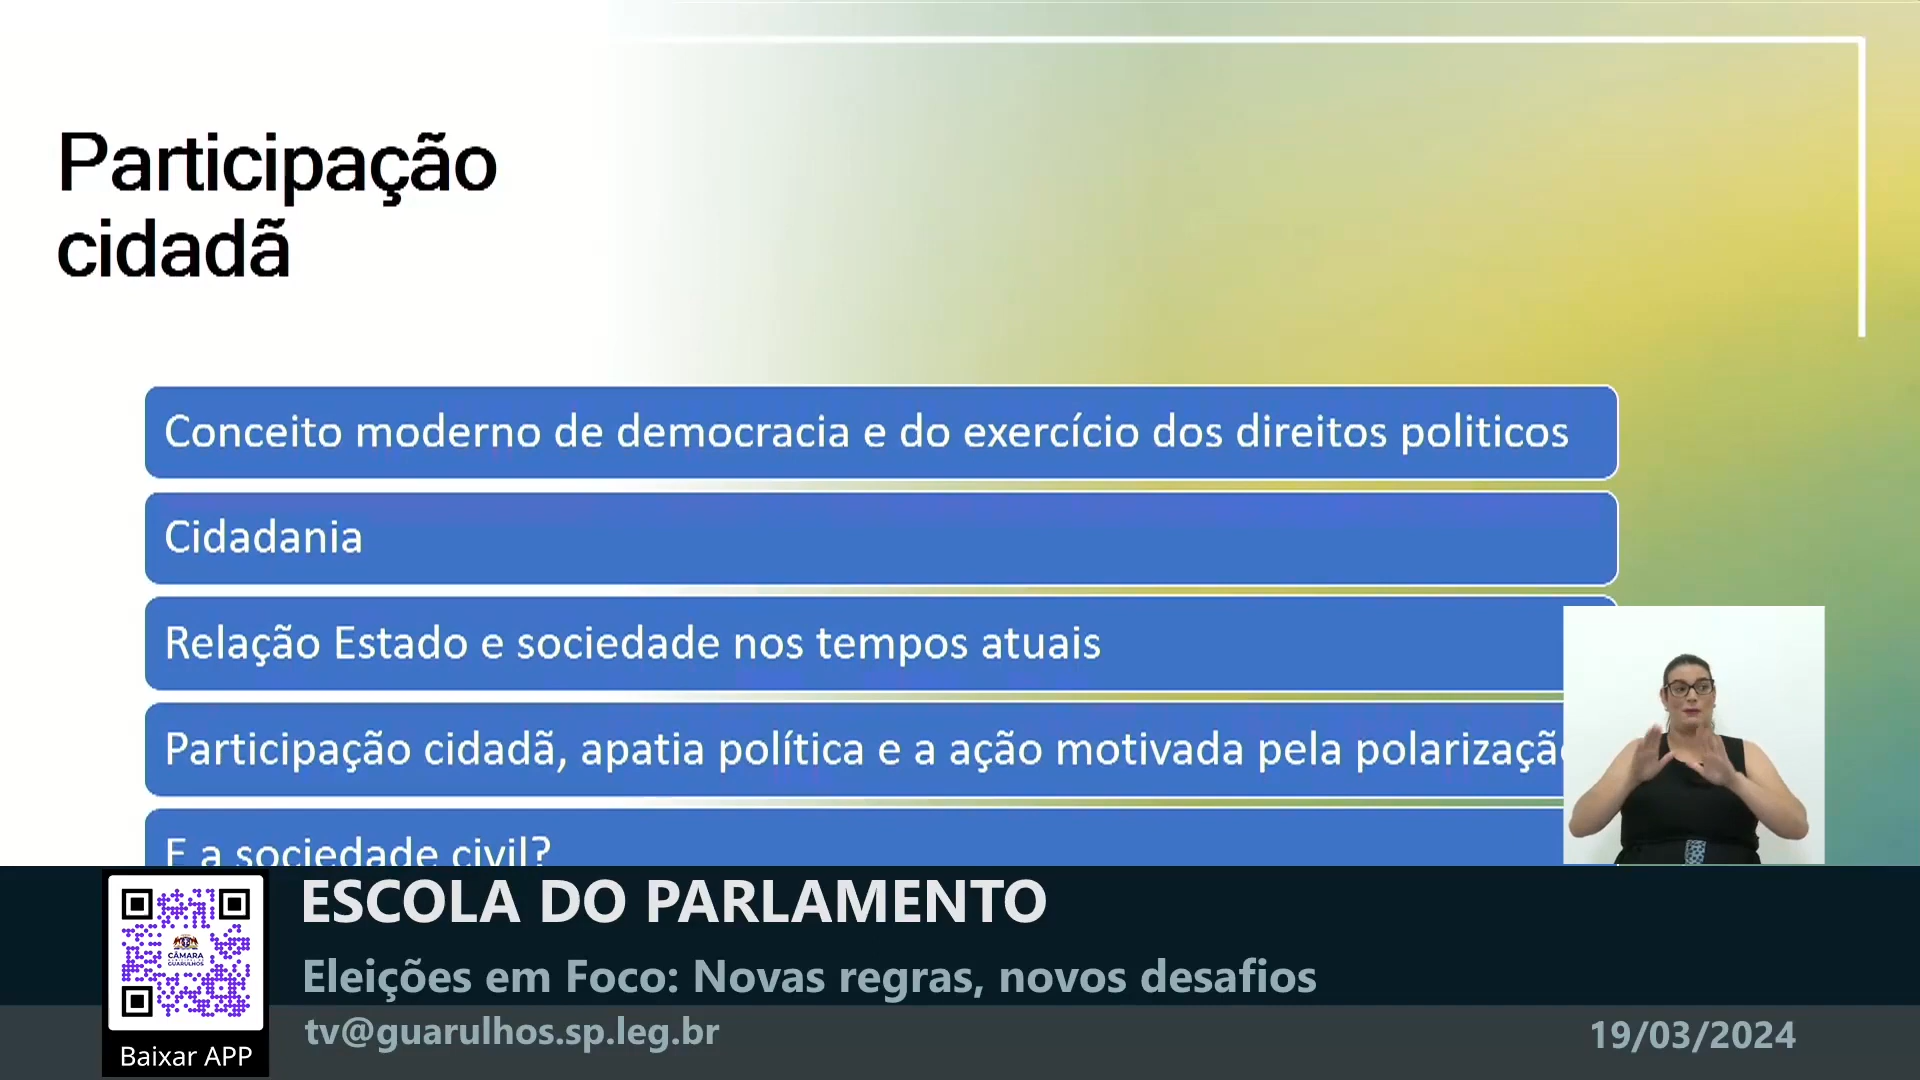 Participação
cidadã
Conceito moderno de democracia e do exercício dos direitos politicos
Cidadania
Relação Estado e sociedade nos tempos atuais
Participação cidadã, apatia política e a ação motivada pela
E a sociedade civil?
ESCOLA DO PARLAMENTO
Eleições em Foco: Novas regras, novos desafios
CÂMARA
GUARULHOS
tv@guarulhos.sp.leg.br
19/03/2024
Baixar APP